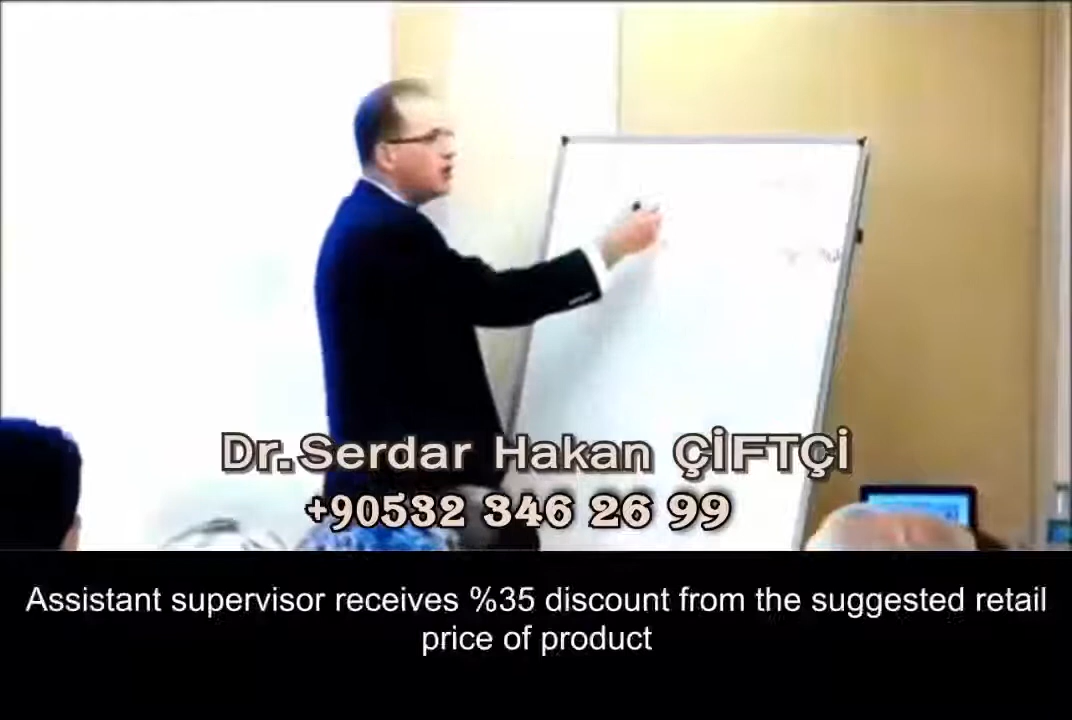 Dr.Serdar Hakan ÇİFTÇİ
+90532 346 26 99
Assistant supervisor receives %35 discount from the suggested retail
price of product